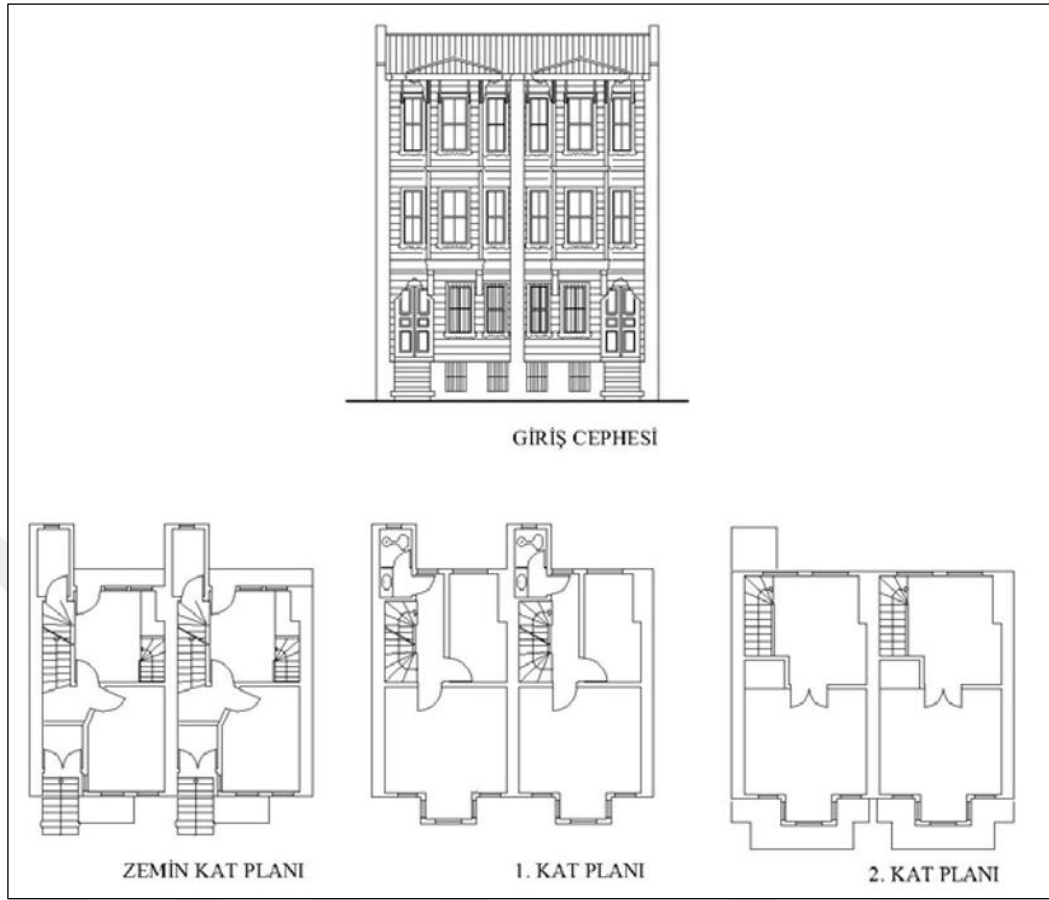 GİRİŞ CEPHESİ
ZEMİN KAT PLANI
1. KAT PLANI
2. KAT PLANI